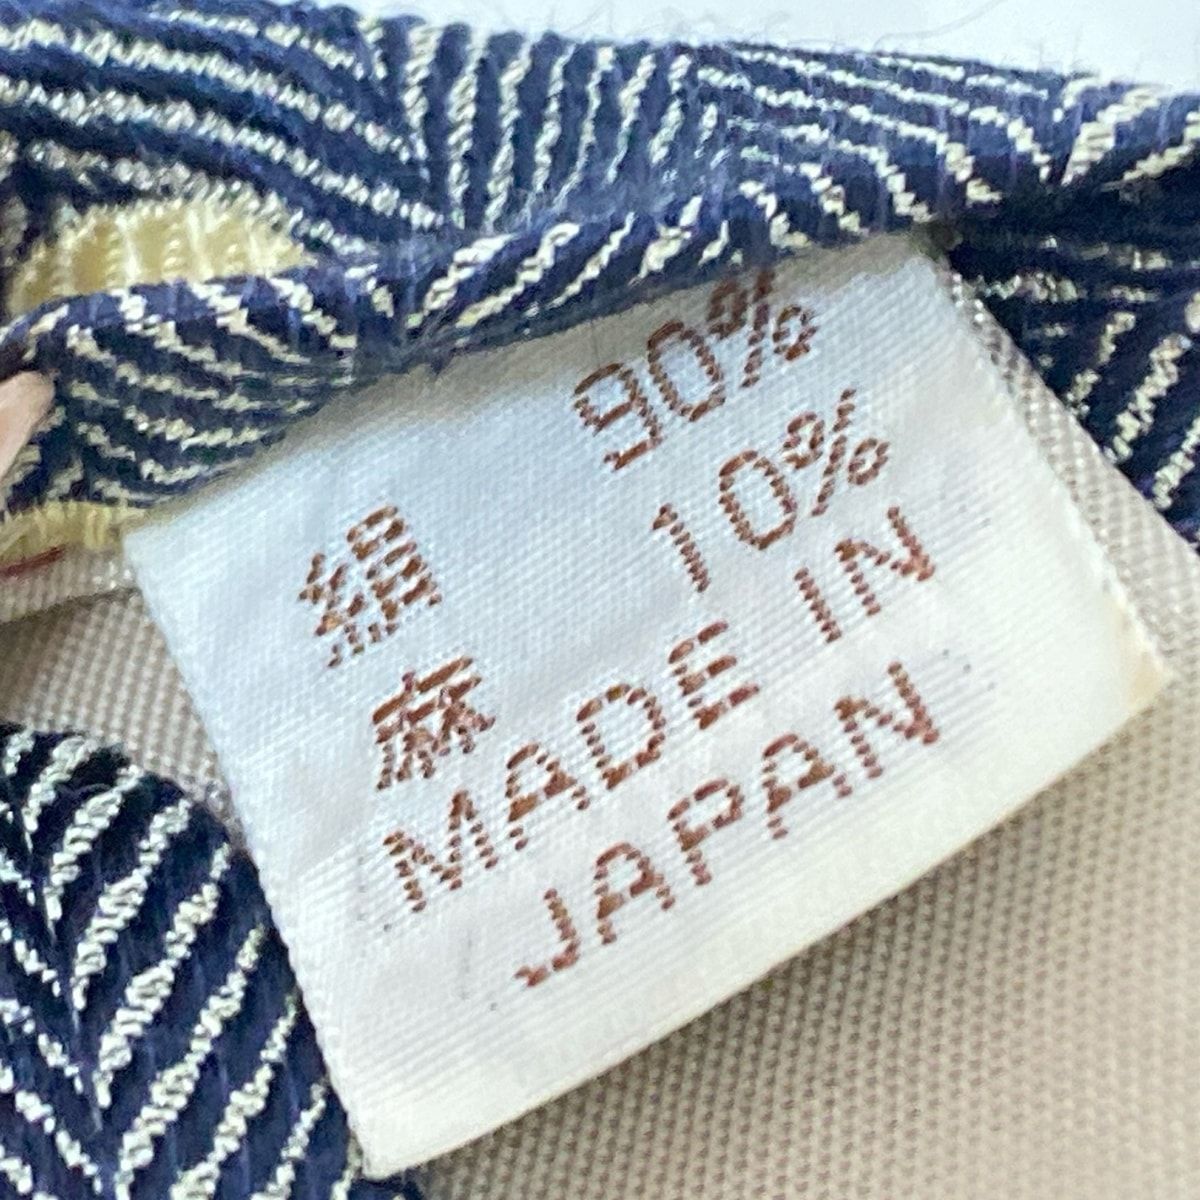 絹 90%
麻 10%
MADE IN
JAPAN